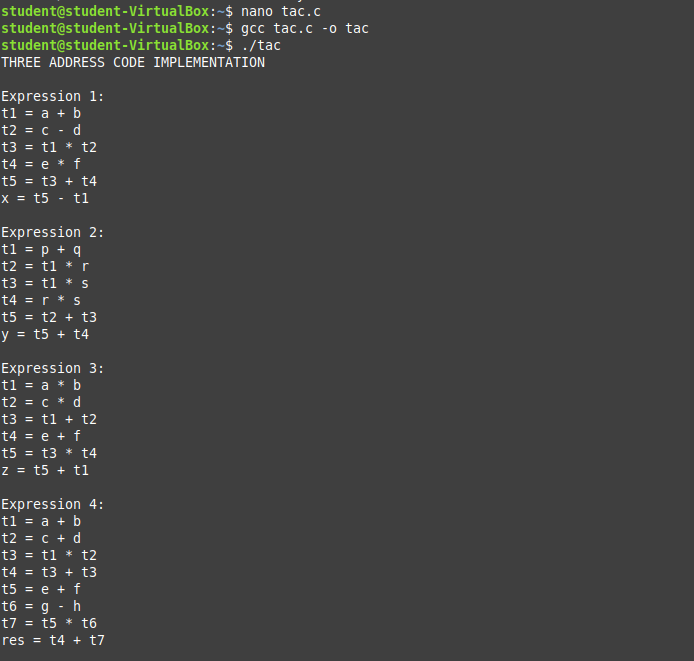 student@student-VirtualBox:~$ nano tac.c
student@student-VirtualBox:~$ gcc tac.c -o tac
student@student-VirtualBox:~$ ./tac
THREE ADDRESS CODE IMPLEMENTATION
Expression 1:
t1 = a + b
t2 = c - d
t3 = t1 * t2
t4 = e * f
t5 = t3 + t4
x = t5 - t1
Expression 2:
t1 = p + q
t2 = t1 * r
t3 = t1 * s
t4 = r * s
t5 = t2 + t3
y = t5 + t4
Expression 3:
t1 = a * b
t2 = c * d
t3 = t1 + t2
t4 = e + f
t5 = t3 * t4
z = t5 + t1
Expression 4:
t1 = a + b
t2 = c + d
t3 = t1 * t2
t4 = t3 + t3
t5 = e + f
t6 = g - h
t7 = t5 * t6
res = t4 + t7